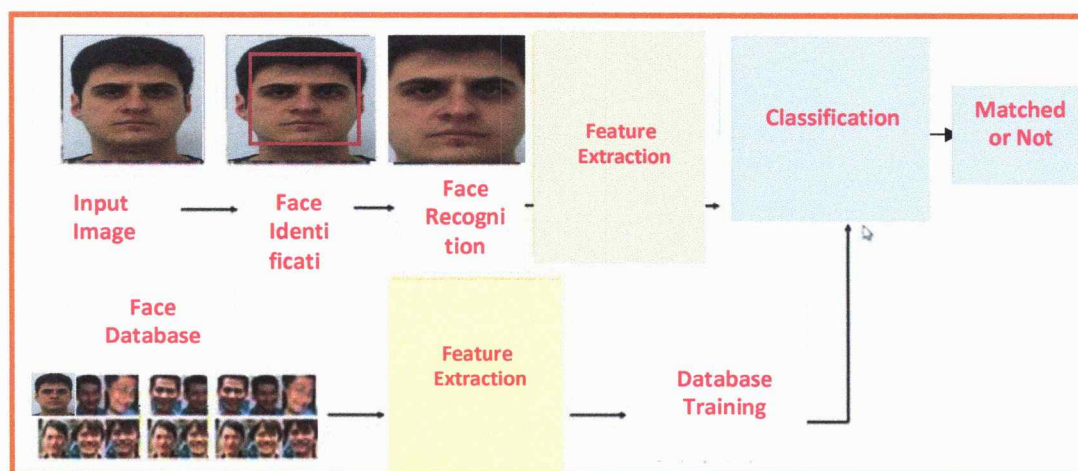 Input
Image
Face
Identi
ficati
Face
Recogni
tion
Feature
Extraction
Classification
Matched
or Not
Face
Database
Feature
Extraction
Database
Training